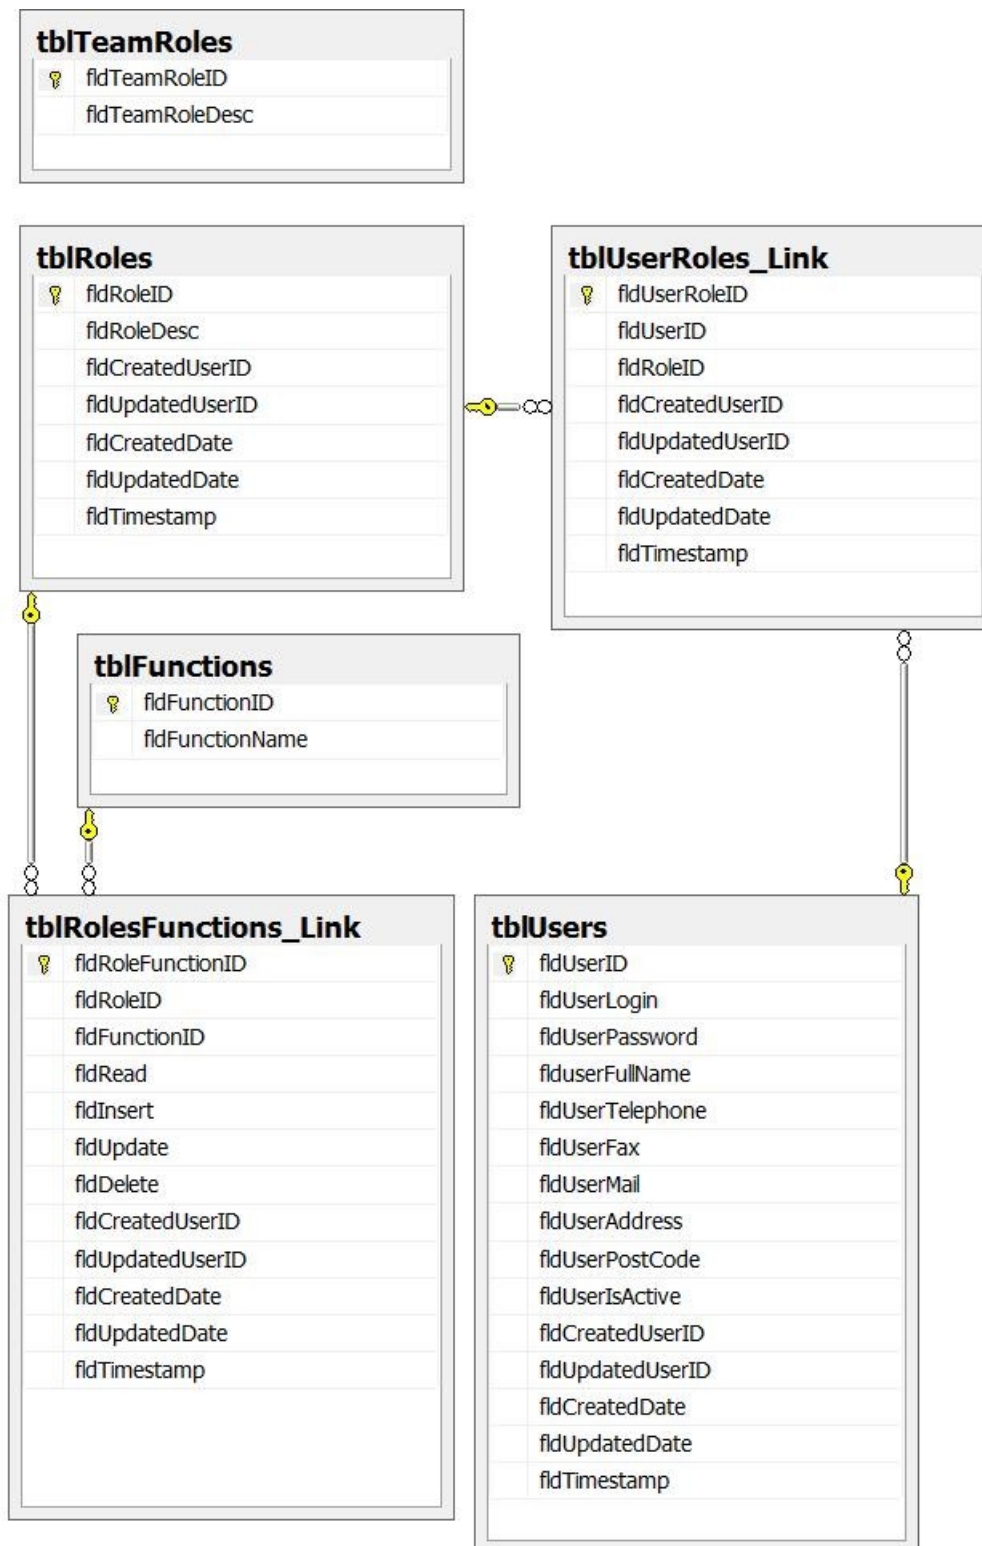 tblTeamRoles
fldTeamRoleID
fldTeamRoleDesc
tblRoles
fldRoleID
fldRoleDesc
fldCreatedUserID
fldUpdatedUserID
fldCreatedDate
fldUpdatedDate
fldTimestamp
tblUserRoles_Link
fldUserRoleID
fldUserID
fldRoleID
fldCreatedUserID
fldUpdatedUserID
fldCreatedDate
fldUpdatedDate
fldTimestamp
tblFunctions
fldFunctionID
fldFunctionName
tblRolesFunctions_Link
fldRoleFunctionID
fldRoleID
fldFunctionID
fldRead
fldInsert
fldUpdate
fldDelete
fldCreatedUserID
fldUpdatedUserID
fldCreatedDate
fldUpdatedDate
fldTimestamp
tblUsers
fldUserID
fldUserLogin
fldUserPassword
flduserFullName
fldUserTelephone
fldUserFax
fldUserMail
fldUserAddress
fldUserPostCode
fldUserIsActive
fldCreatedUserID
fldUpdatedUserID
fldCreatedDate
fldUpdatedDate
fldTimestamp